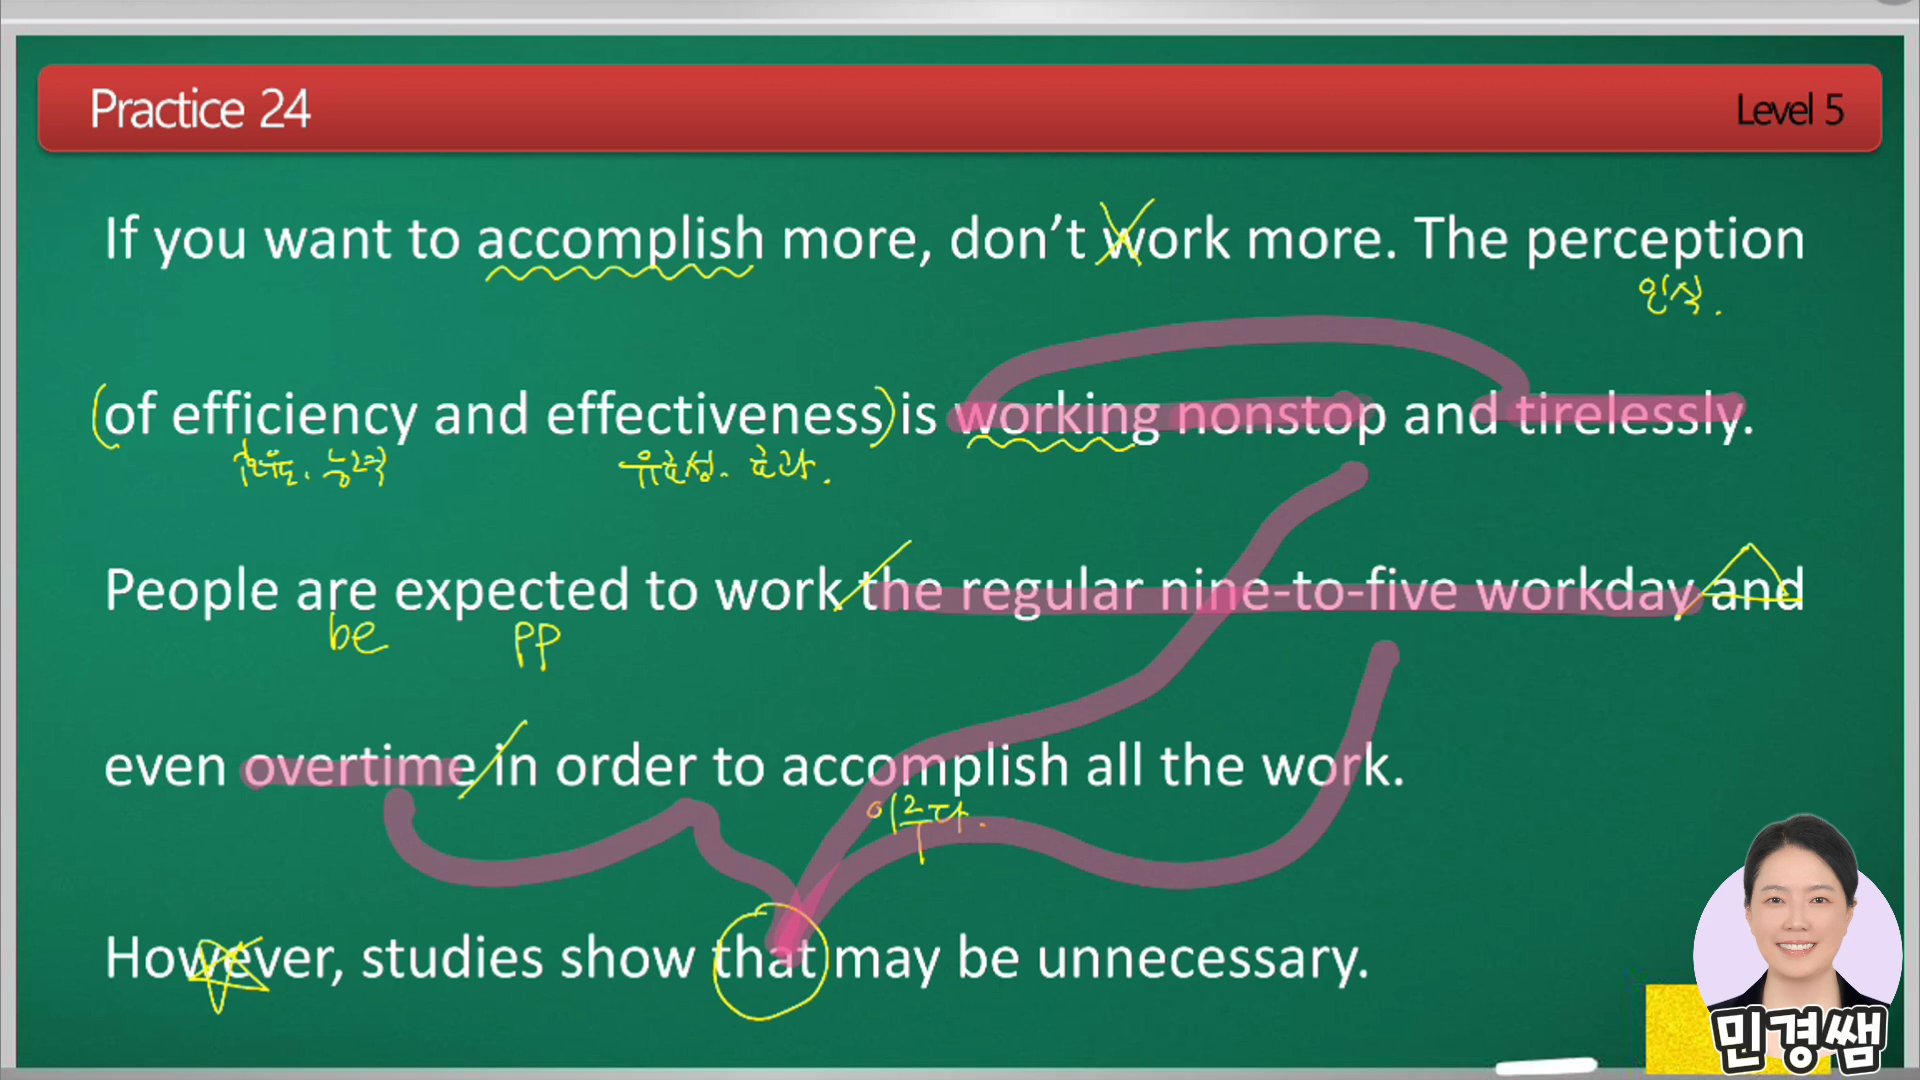 Practice 24
Level 5
If you want to accomplish more, don't work more. The perception
인식.
of efficiency and effectiveness is working nonstop and tirelessly.
효율, 능력
유효성. 효과.
People are expected to work the regular nine-to-five workday and
be pp
even overtime in order to accomplish all the work.
이루다.
However, studies show that may be unnecessary.
민경쌤